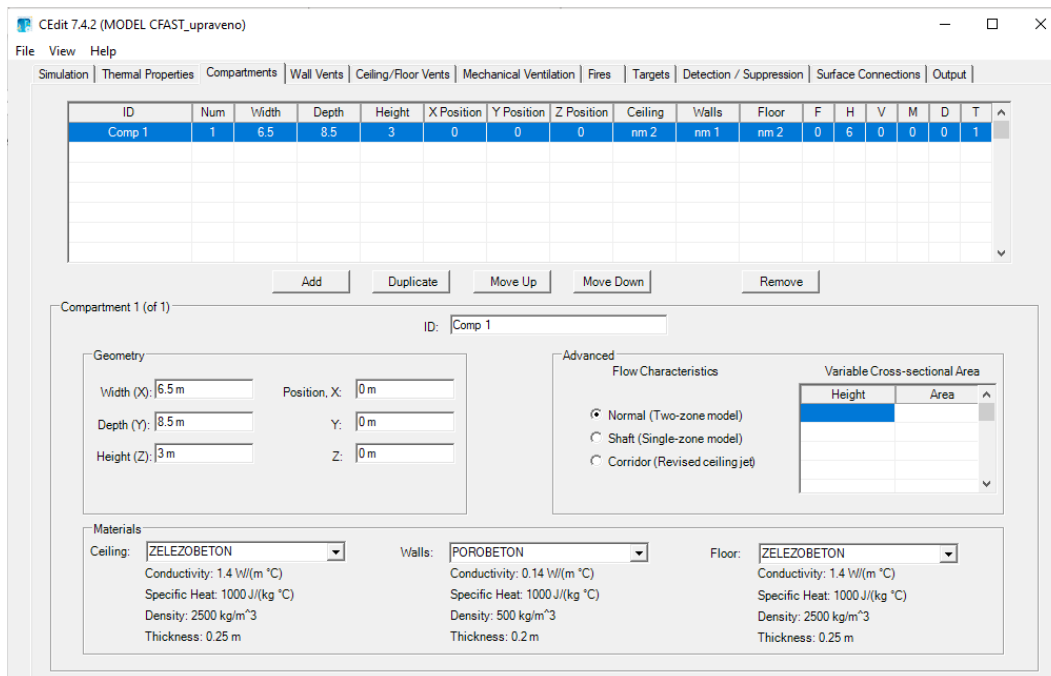 CEdit 7.4.2 (MODEL CFAST_upraveno)
File View Help
Simulation Thermal Properties Compartments Wall Vents Ceiling/Floor Vents Mechanical Ventilation Fires Targets Detection / Suppression Surface Connections Output
ID Num Width Depth Height X Position Y Position Z Position Ceiling Walls Floor F H V M D T
Comp 1 1 6.5 8.5 3 0 0 0 nm 2 nm 1 nm 2 0 6 0 0 0 1
Add Duplicate Move Up Move Down Remove
Compartment 1 (of 1)
ID: Comp 1
Geometry
Width (X): 6.5 m Position, X: 0 m
Depth (Y): 8.5 m Y: 0 m
Height (Z): 3 m Z: 0 m
Advanced
Flow Characteristics Variable Cross-sectional Area
Height Area
Normal (Two-zone model)
Shaft (Single-zone model)
Corridor (Revised ceiling jet)
Materials
Ceiling: ZELEZOBETON Walls: POROBETON Floor: ZELEZOBETON
Conductivity: 1.4 W/(m °C) Conductivity: 0.14 W/(m °C) Conductivity: 1.4 W/(m °C)
Specific Heat: 1000 J/(kg °C) Specific Heat: 1000 J/(kg °C) Specific Heat: 1000 J/(kg °C)
Density: 2500 kg/m^3 Density: 500 kg/m^3 Density: 2500 kg/m^3
Thickness: 0.25 m Thickness: 0.2 m Thickness: 0.25 m